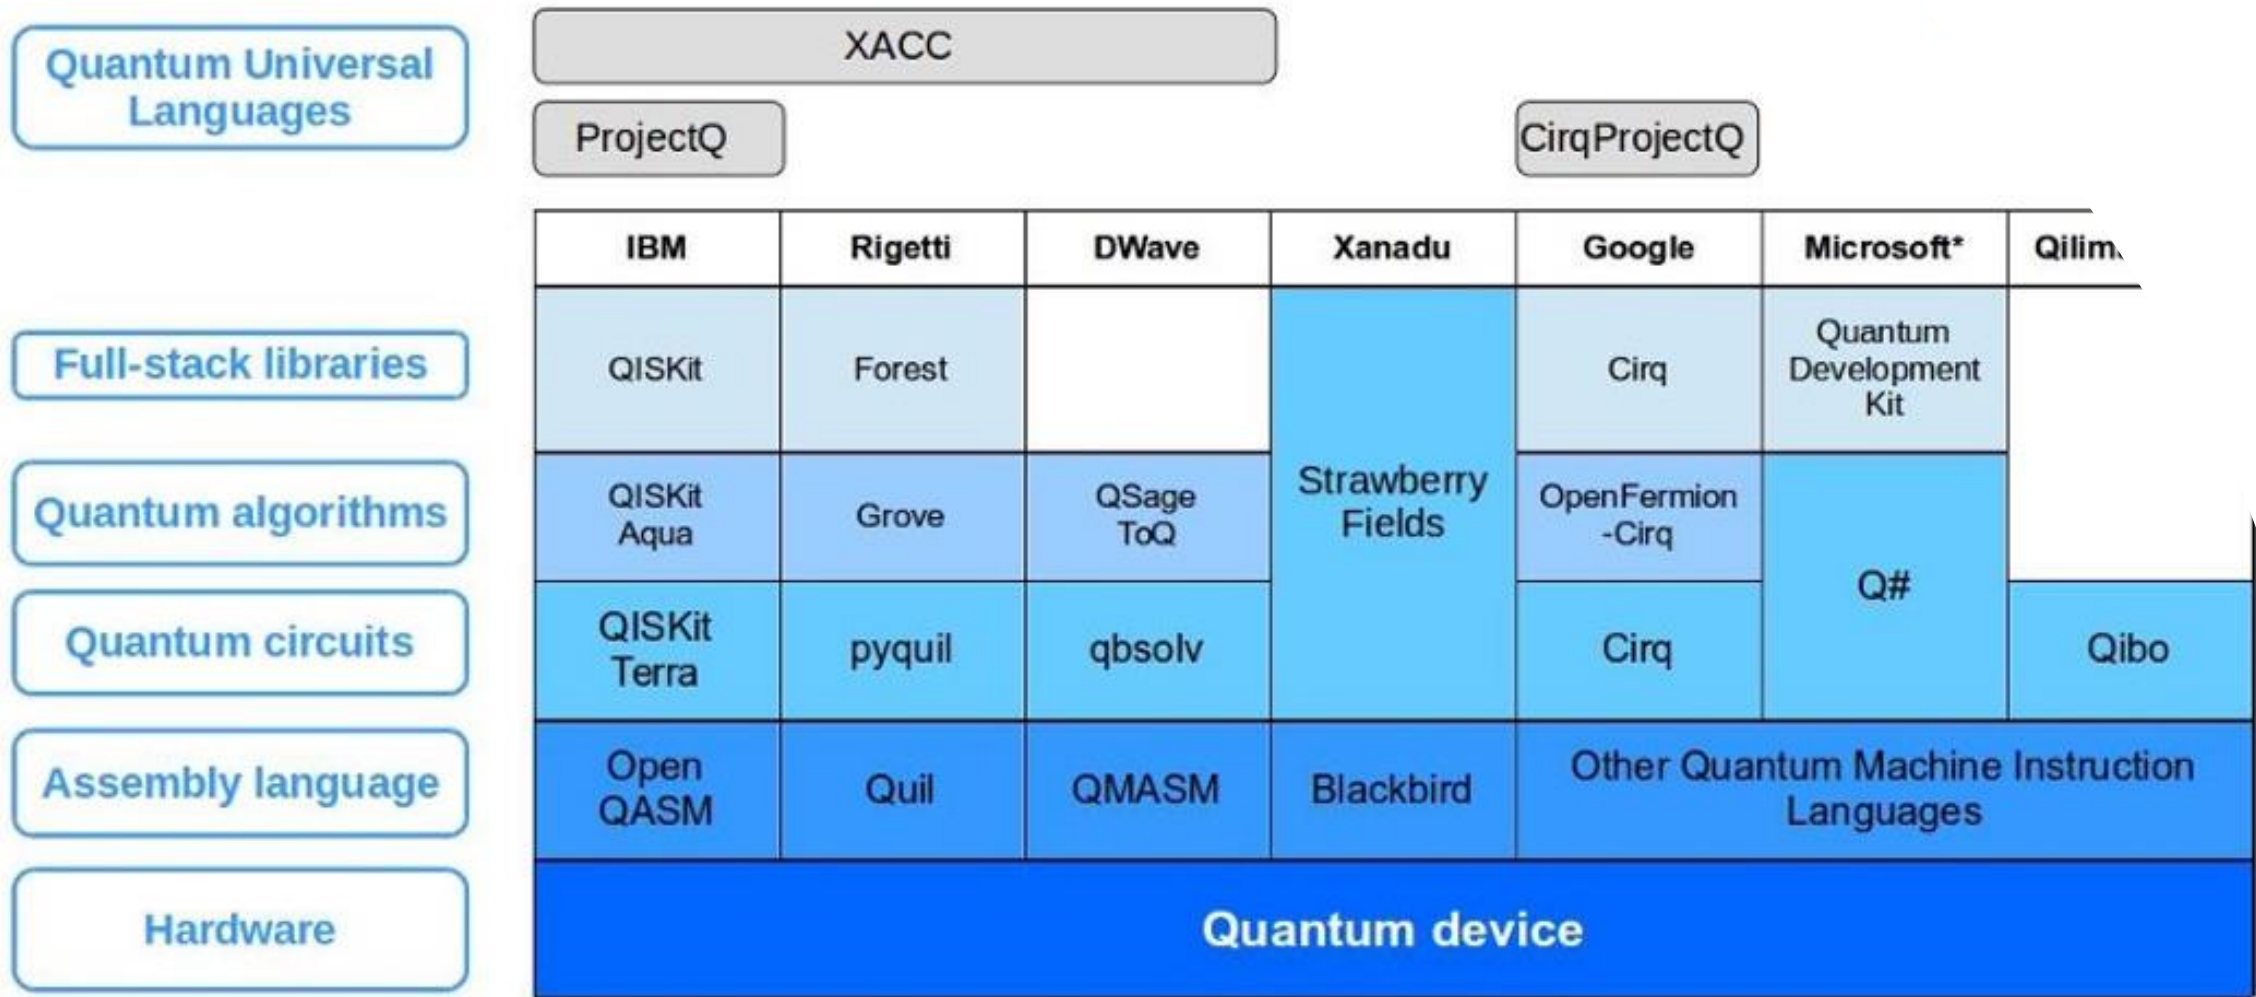 Quantum Universal
Languages
XACC
ProjectQ
CirqProjectQ
IBM
Rigetti
DWave
Xanadu
Google
Microsoft*
Full-stack libraries
QISKit
Forest
Strawberry
Fields
Cirq
Quantum
Development
Kit
Quantum algorithms
QISKit
Aqua
Grove
QSage
ToQ
OpenFermion
-Cirq
Q#
Quantum circuits
QISKit
Terra
pyquil
qbsolv
Cirq
Qibo
Assembly language
Open
QASM
Quil
QMASM
Blackbird
Other Quantum Machine Instruction
Languages
Hardware
Quantum device